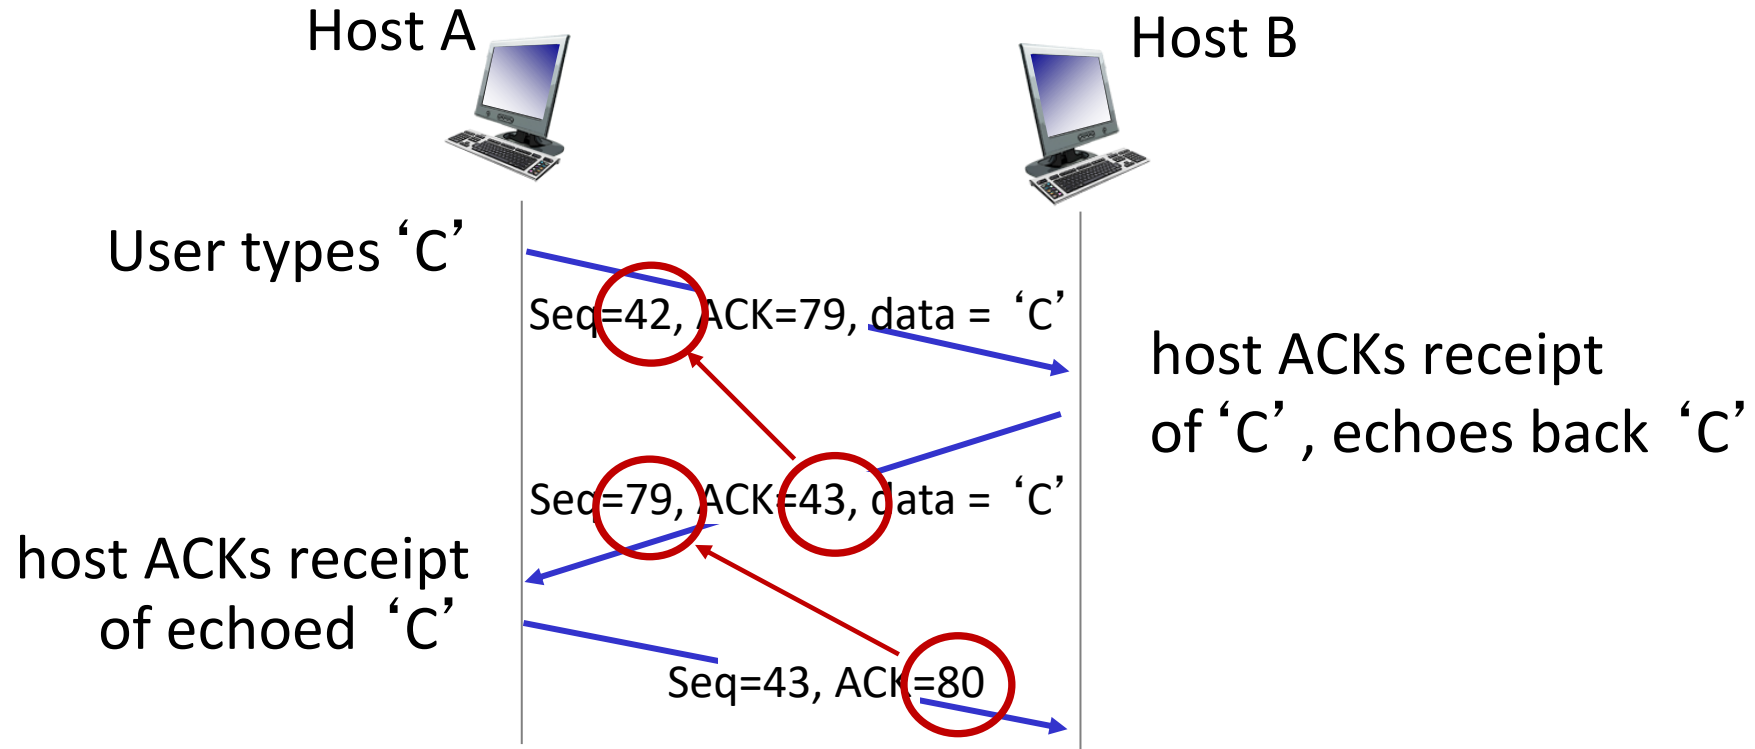 Host A
Host B
User types ‘C’
Seq=42, ACK=79, data = ‘C’
host ACKs receipt
of ‘C’, echoes back ‘C’
Seq=79, ACK=43, data = ‘C’
host ACKs receipt
of echoed ‘C’
Seq=43, ACK=80